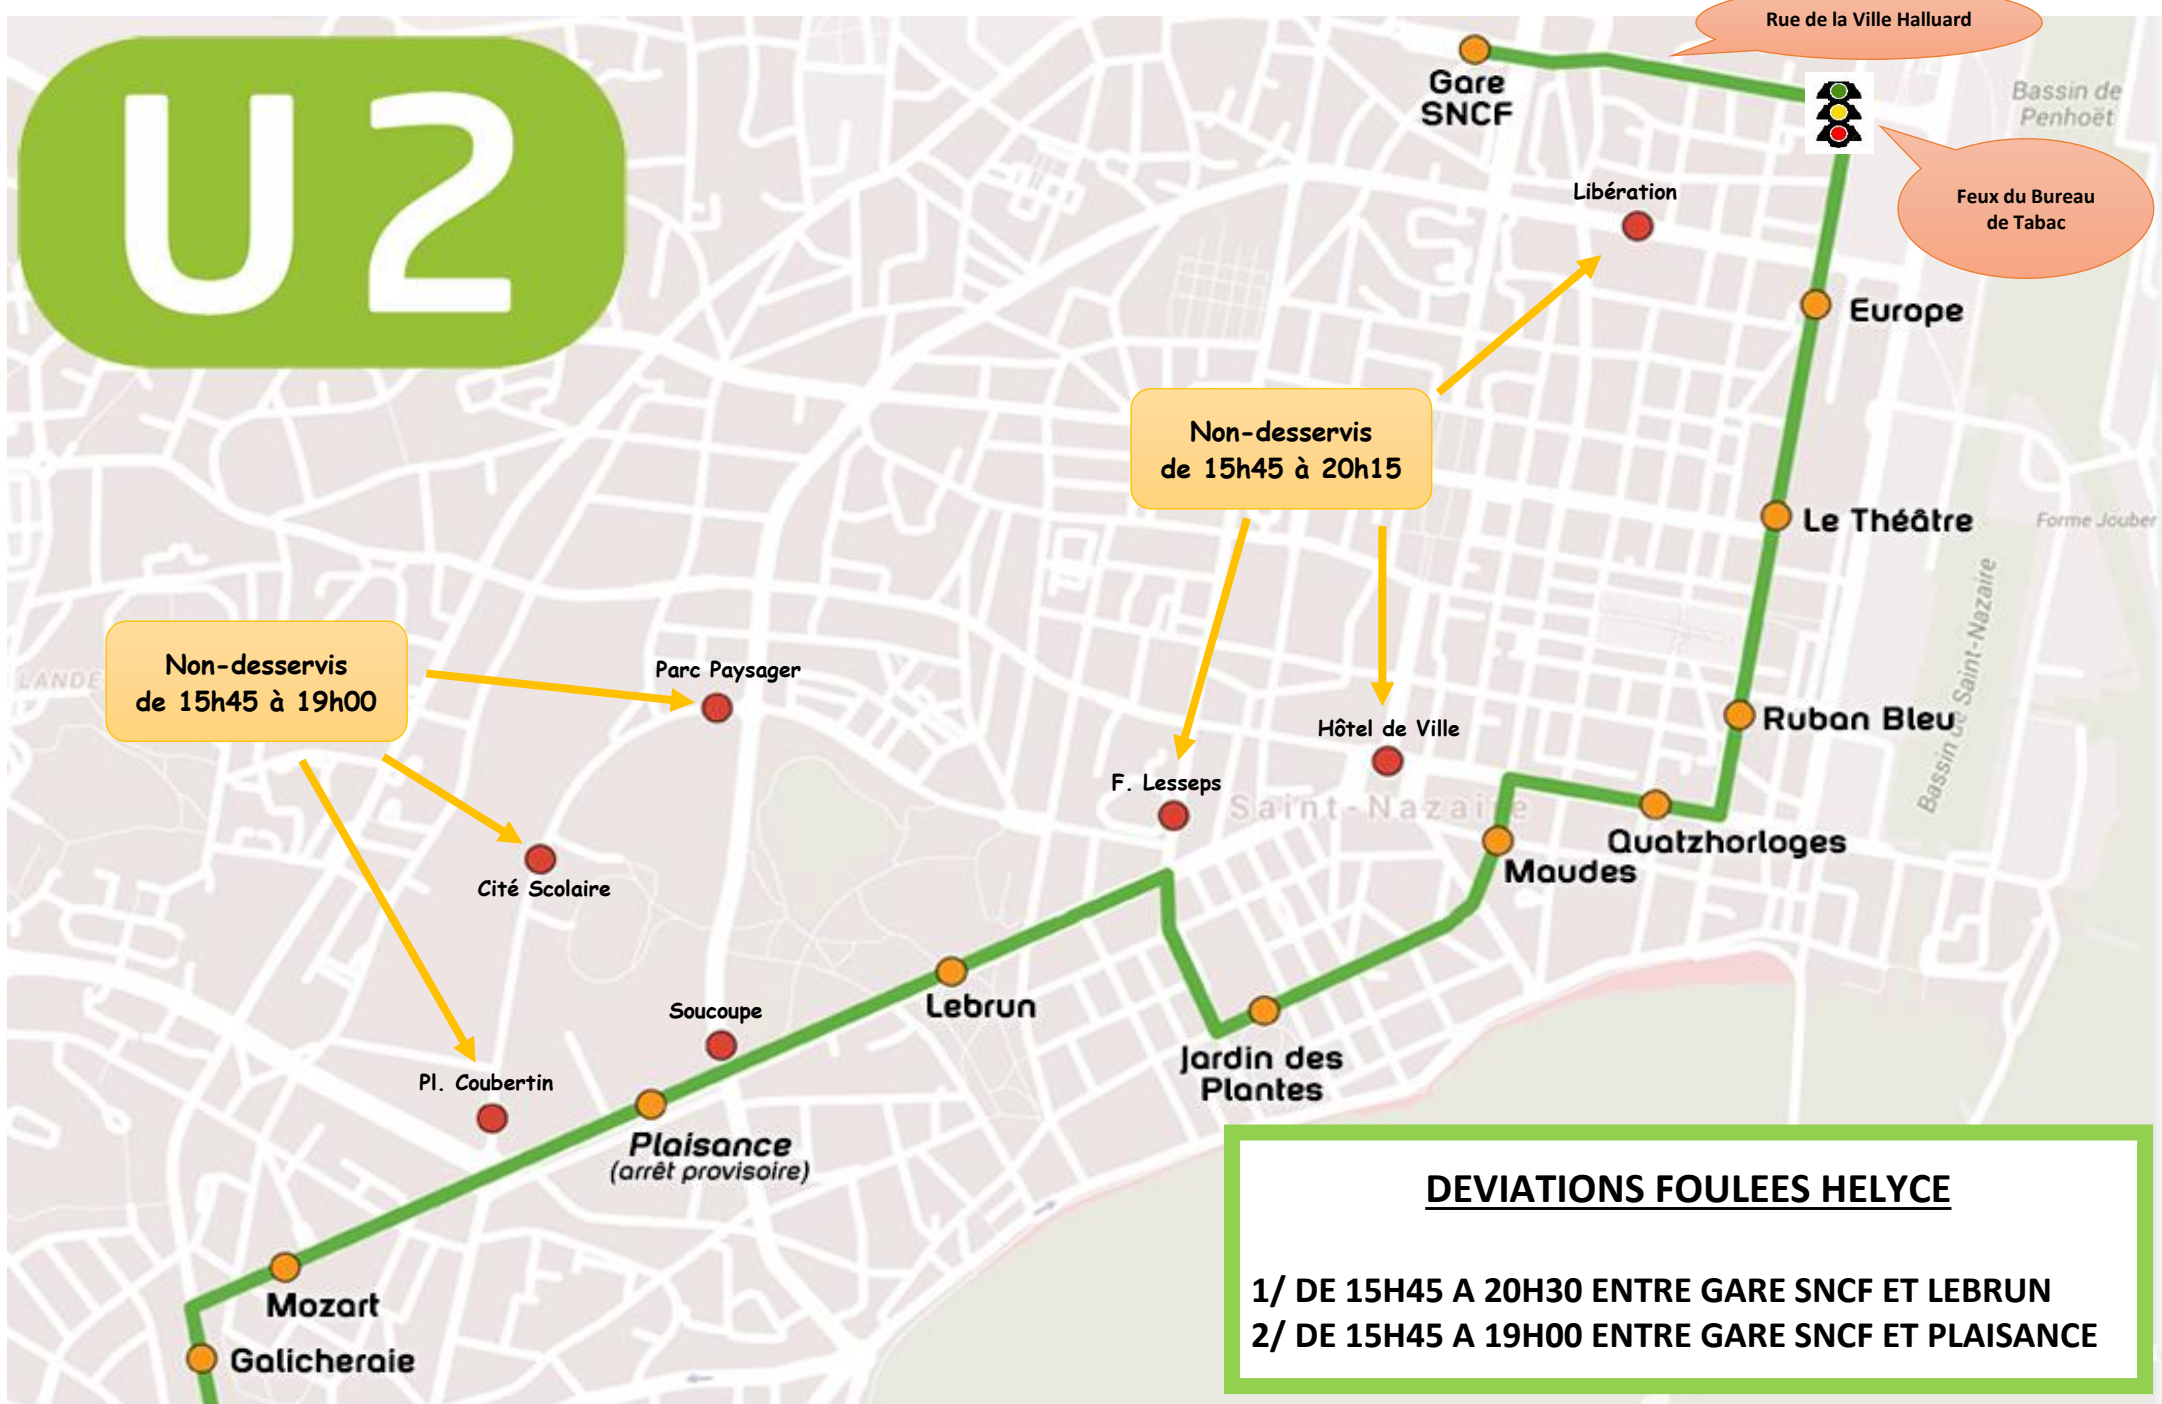 Rue de la Ville Halluard
U2
Gare
SNCF
Bassin de
Penhoët
Libération
Feux du Bureau
de Tabac
Europe
Non-desservis
de 15h45 à 20h15
Le Théâtre
Forme Jouber
Non-desservis
de 15h45 à 19h00
LANDE
Parc Paysager
Bassin de Saint-Nazaire
Hôtel de Ville
Ruban Bleu
F. Lesseps
Saint-Nazaire
Quatzhorloges
Maudes
Cité Scolaire
Lebrun
Soucoupe
Jardin des
Plantes
Pl. Coubertin
Plaisance
(arrêt provisoire)
DEVIATIONS FOULEES HELYCE
1/ DE 15H45 A 20H30 ENTRE GARE SNCF ET LEBRUN
2/ DE 15H45 A 19H00 ENTRE GARE SNCF ET PLAISANCE
Mozart
Galicheraie